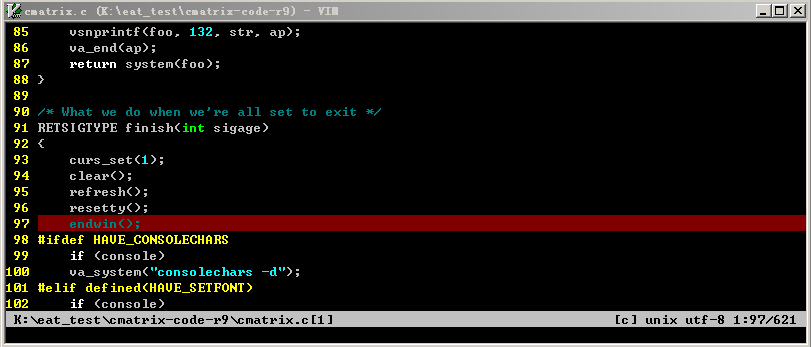 cmatrix.c (K:\eat_test\cmatrix-code-r9) - VIM
85     vsnprintf(foo, 132, str, ap);
86     va_end(ap);
87     return system(foo);
88 }
89
90 /* What we do when we're all set to exit */
91 RETSIGTYPE finish(int sigage)
92 {
93     curs_set(1);
94     clear();
95     refresh();
96     resetty();
97     endwin();
98 #ifdef HAVE_CONSOLECHARS
99     if (console)
100     va_system("consolechars -d");
101 #elif defined(HAVE_SETFONT)
102     if (console)
K:\eat_test\cmatrix-code-r9\cmatrix.c[1] [c] unix utf-8 1:97/621